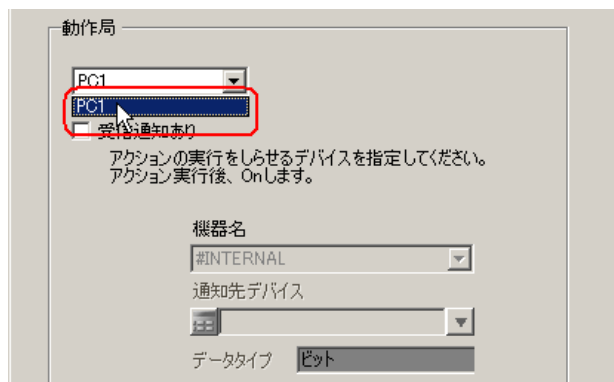 動作局
PC1
PC1
受信通知あり
アクションの実行をしらせるデバイスを指定してください。
アクション実行後、Onします。
機器名
#INTERNAL
通知先デバイス
データタイプ ビット